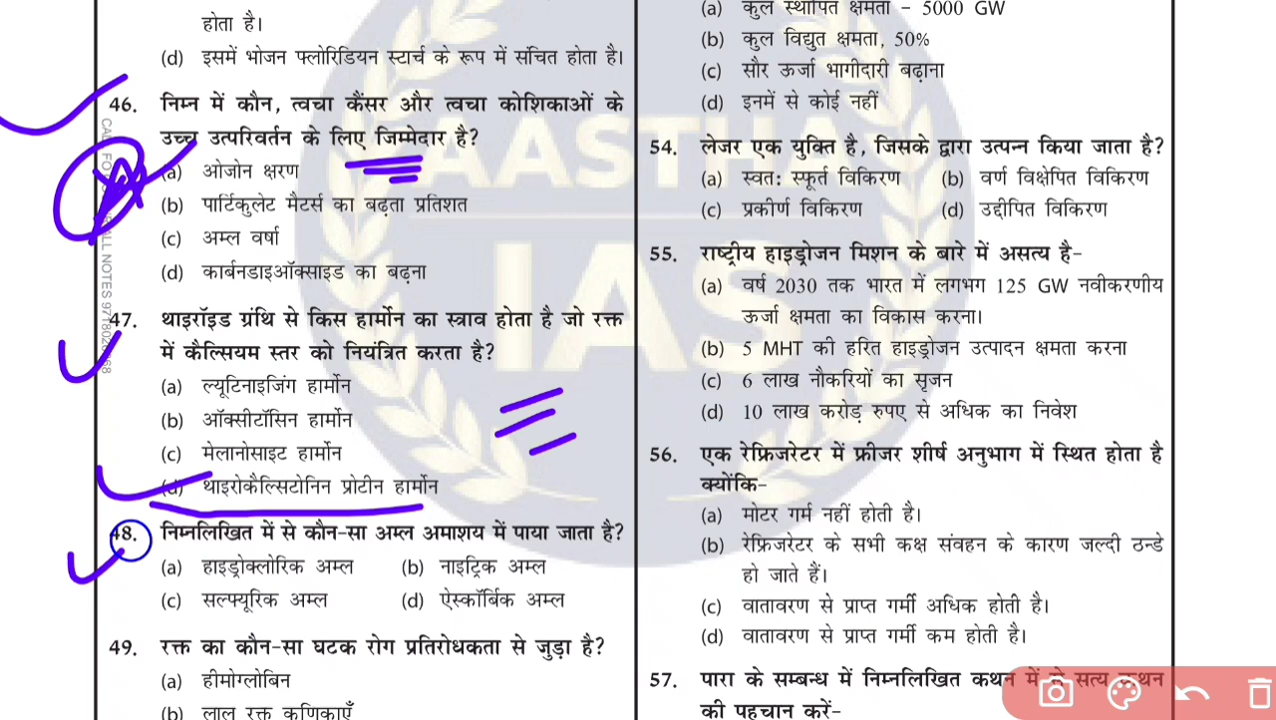 होता है।
(d) इसमें भोजन फ्लोरिडियन स्टार्च के रूप में संचित होता है।
46. निम्न में कौन, त्वचा कैंसर और त्वचा कोशिकाओं के
उच्च उत्परिवर्तन के लिए जिम्मेदार है?
(a) ओजोन क्षरण
(b) पार्टिकुलेट मैटर्स का बढ़ता प्रतिशत
(c) अम्ल वर्षा
(d) कार्बनडाइऑक्साइड का बढ़ना
47. थाइरॉइड ग्रंथि से किस हार्मोन का स्त्राव होता है जो रक्त
में कैल्सियम स्तर को नियंत्रित करता है?
(a) ल्यूटिनाइजिंग हार्मोन
(b) ऑक्सीटॉसिन हार्मोन
(c) मेलानोसाइट हार्मोन
(d) थाइरोकैल्सिटोनिन प्रोटीन हार्मोन
48. निम्नलिखित में से कौन-सा अम्ल अमाशय में पाया जाता है?
(a) हाइड्रोक्लोरिक अम्ल (b) नाइट्रिक अम्ल
(c) सल्फ्यूरिक अम्ल (d) ऐस्कॉर्बिक अम्ल
49. रक्त का कौन-सा घटक रोग प्रतिरोधकता से जुड़ा है?
(a) हीमोग्लोबिन
(b) लाल रक्त कणिकाएँ
(a) कुल स्थापित क्षमता - 5000 GW
(b) कुल विद्युत क्षमता, 50%
(c) सौर ऊर्जा भागीदारी बढ़ाना
(d) इनमें से कोई नहीं
54. लेजर एक युक्ति है, जिसके द्वारा उत्पन्न किया जाता है?
(a) स्वतः स्फूर्त विकिरण (b) वर्ण विक्षेपित विकिरण
(c) प्रकीर्ण विकिरण (d) उद्दीपित विकिरण
55. राष्ट्रीय हाइड्रोजन मिशन के बारे में असत्य है-
(a) वर्ष 2030 तक भारत में लगभग 125 GW नवीकरणीय
ऊर्जा क्षमता का विकास करना।
(b) 5 MHT की हरित हाइड्रोजन उत्पादन क्षमता करना
(c) 6 लाख नौकरियों का सृजन
(d) 10 लाख करोड़ रुपए से अधिक का निवेश
56. एक रेफ्रिजरेटर में फ्रीजर शीर्ष अनुभाग में स्थित होता है
क्योंकि-
(a) मोटर गर्म नहीं होती है।
(b) रेफ्रिजरेटर के सभी कक्ष संवहन के कारण जल्दी ठन्डे
हो जाते हैं।
(c) वातावरण से प्राप्त गर्मी अधिक होती है।
(d) वातावरण से प्राप्त गर्मी कम होती है।
57. पारा के सम्बन्ध में निम्नलिखित कथन में से सत्य कथन
की पहचान करें-
AASTHA
IAS